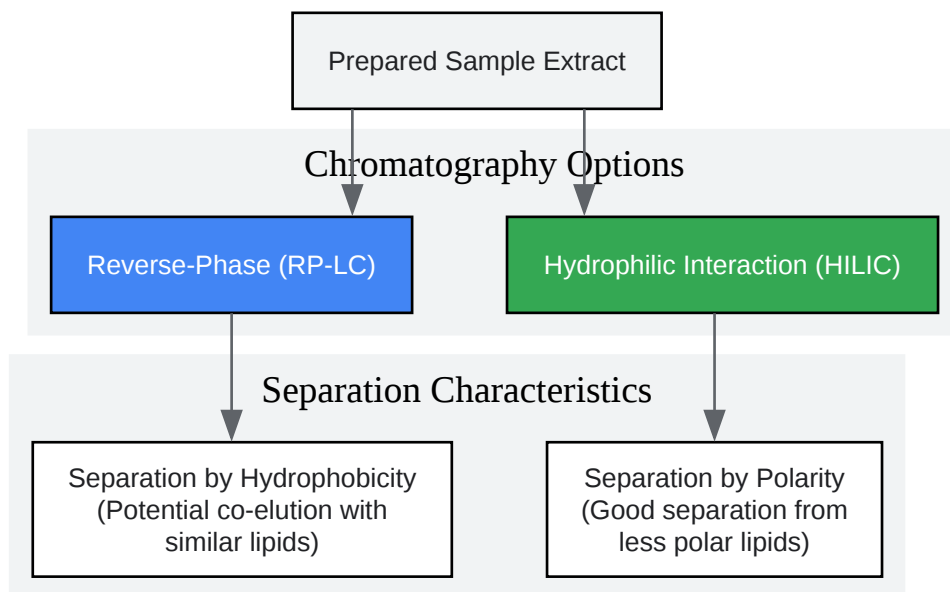 Prepared Sample Extract
Chromatography Options
Reverse-Phase (RP-LC)
Hydrophilic Interaction (HILIC)
Separation Characteristics
Separation by Hydrophobicity
(Potential co-elution with
similar lipids)
Separation by Polarity
(Good separation from
less polar lipids)